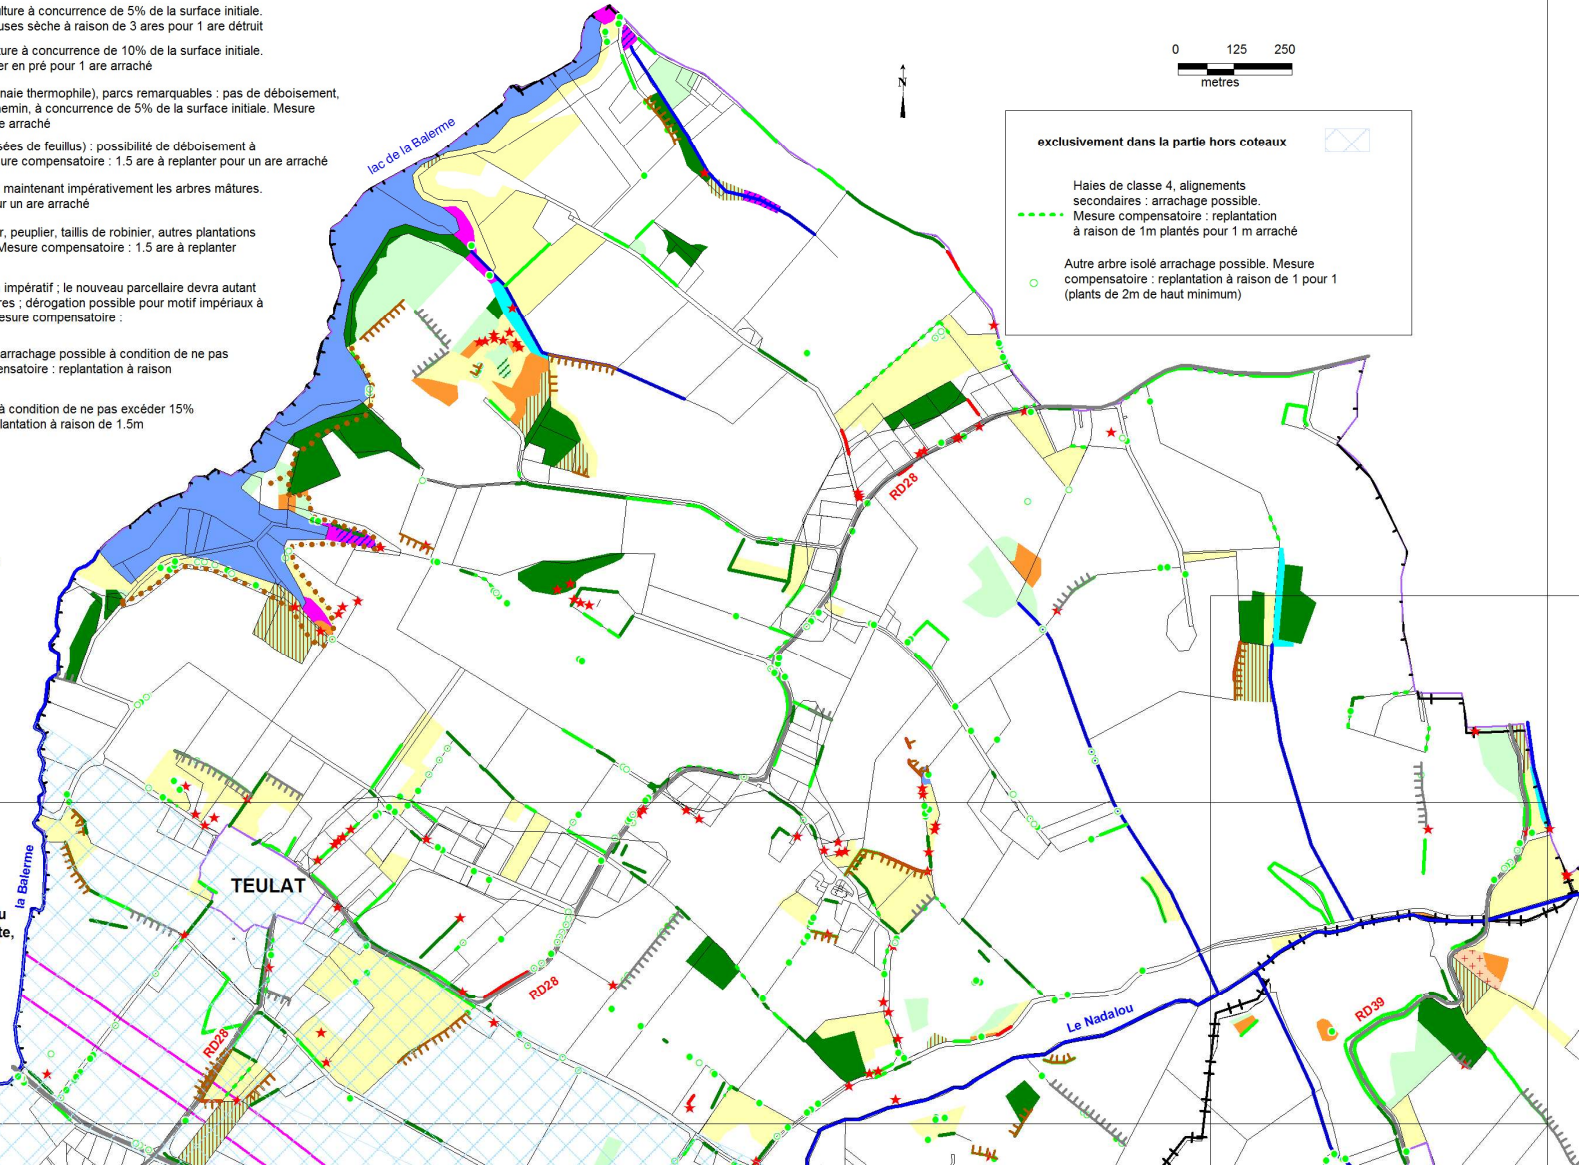 ulture à concurrence de 5% de la surface initiale.
uses sèche à raison de 3 ares pour 1 are détruit
ture à concurrence de 10% de la surface initiale.
er en pré pour 1 are arraché
naie thermophile), parcs remarquables : pas de déboisement,
hemin, à concurrence de 5% de la surface initiale. Mesure
e arraché
sées de feuillus) : possibilité de déboisement à
ure compensatoire : 1.5 are à replanter pour un are arraché
maintenant impérativement les arbres mâtures.
ur un are arraché
r, peuplier, taillis de robinier, autres plantations
Mesure compensatoire : 1.5 are à replanter
impératif ; le nouveau parcellaire devra autant
res ; dérogation possible pour motif impériaux à
esure compensatoire :
arrachage possible à condition de ne pas
ensatoire : replantation à raison
à condition de ne pas excéder 15%
lantation à raison de 1.5m
u
te,
lac de la Balerme
N
0 125 250
metres
exclusivement dans la partie hors coteaux
Haies de classe 4, alignements
secondaires : arrachage possible.
Mesure compensatoire : replantation
à raison de 1m plantés pour 1 m arraché
Autre arbre isolé arrachage possible. Mesure
compensatoire : replantation à raison de 1 pour 1
(plants de 2m de haut minimum)
RD28
la Balerme
TEULAT
RD28
RD28
Le Nadalou
RD39